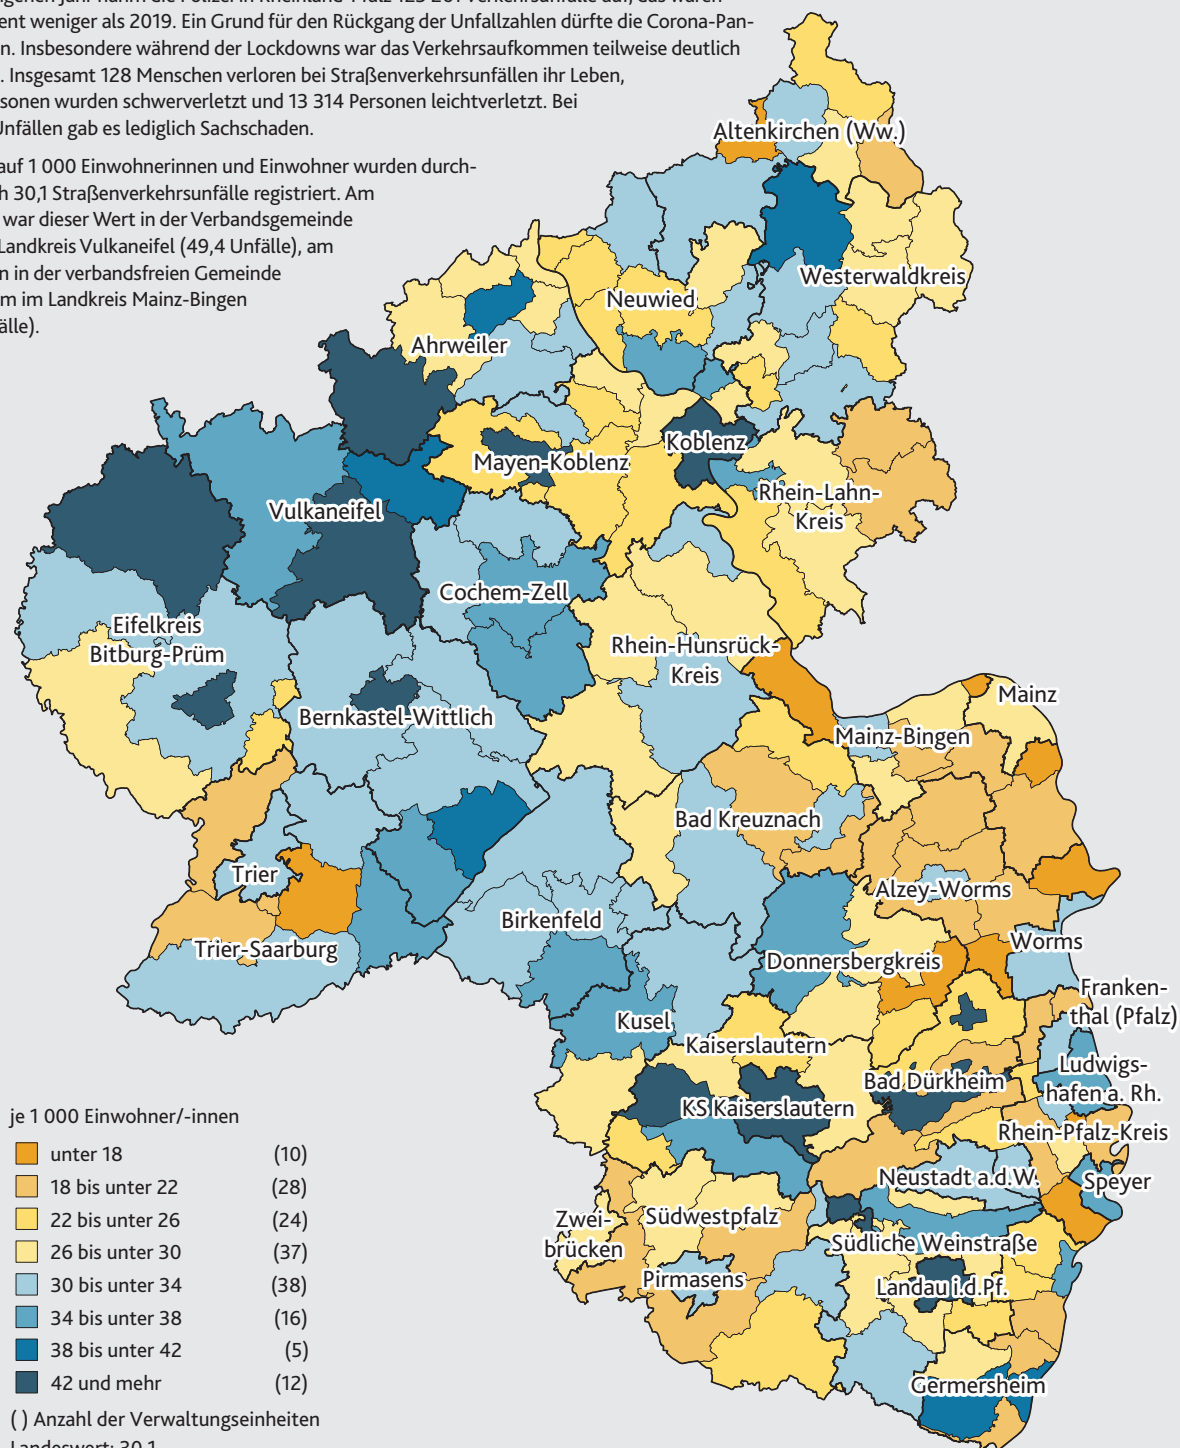 ent weniger als 2019. Ein Grund für den Rückgang der Unfallzahlen dürfte die Corona-Pan-
n. Insbesondere während der Lockdowns war das Verkehrsaufkommen teilweise deutlich
. Insgesamt 128 Menschen verloren bei Straßenverkehrsunfällen ihr Leben,
sonen wurden schwerverletzt und 13 314 Personen leichtverletzt. Bei
Unfällen gab es lediglich Sachschaden.
auf 1 000 Einwohnerinnen und Einwohner wurden durch-
h 30,1 Straßenverkehrsunfälle registriert. Am
war dieser Wert in der Verbandsgemeinde
Landkreis Vulkaneifel (49,4 Unfälle), am
n in der verbandsfreien Gemeinde
m im Landkreis Mainz-Bingen
älle).
Altenkirchen (Ww.)
Westerwaldkreis
Neuwied
Ahrweiler
Koblenz
Mayen-Koblenz
Rhein-Lahn-
Kreis
Vulkaneifel
Cochem-Zell
Eifelkreis
Bitburg-Prüm
Rhein-Hunsrück-
Kreis
Bernkastel-Wittlich
Mainz
Mainz-Bingen
Bad Kreuznach
Trier
Alzey-Worms
Birkenfeld
Trier-Saarburg
Worms
Donnersbergkreis
Franken-
thal (Pfalz)
Kusel
Kaiserslautern
Ludwigs-
hafen a. Rh.
Bad Dürkheim
KS Kaiserslautern
Rhein-Pfalz-Kreis
Neustadt a.d.W.
Speyer
Zwei-
brücken
Südwestpfalz
Südliche Weinstraße
Pirmasens
Landau i.d.Pf.
Germersheim
je 1 000 Einwohner/-innen
unter 18 (10)
18 bis unter 22 (28)
22 bis unter 26 (24)
26 bis unter 30 (37)
30 bis unter 34 (38)
34 bis unter 38 (16)
38 bis unter 42 (5)
42 und mehr (12)
( ) Anzahl der Verwaltungseinheiten
Landeswert: 30,1